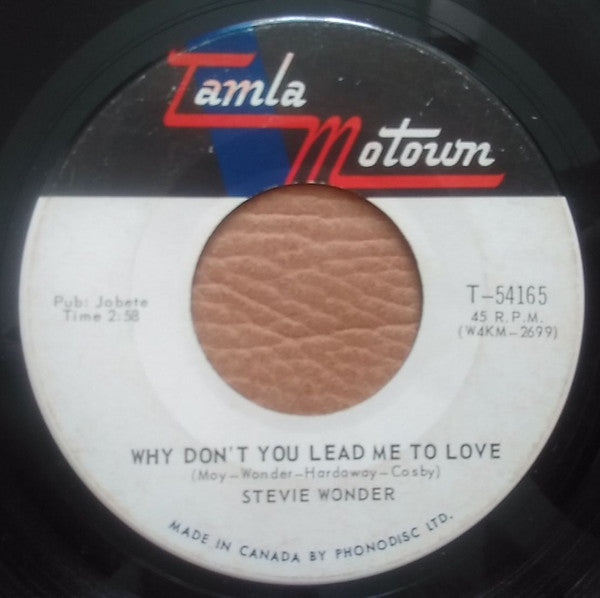 Tamla
Motown
Pub: Jobete
Time 2:58
T-54165
45 R.P.M.
(W4KM-2699)
WHY DON'T YOU LEAD ME TO LOVE
(Moy-Wonder-Hardaway-Cosby)
STEVIE WONDER
MADE IN CANADA BY PHONODISC LTD.